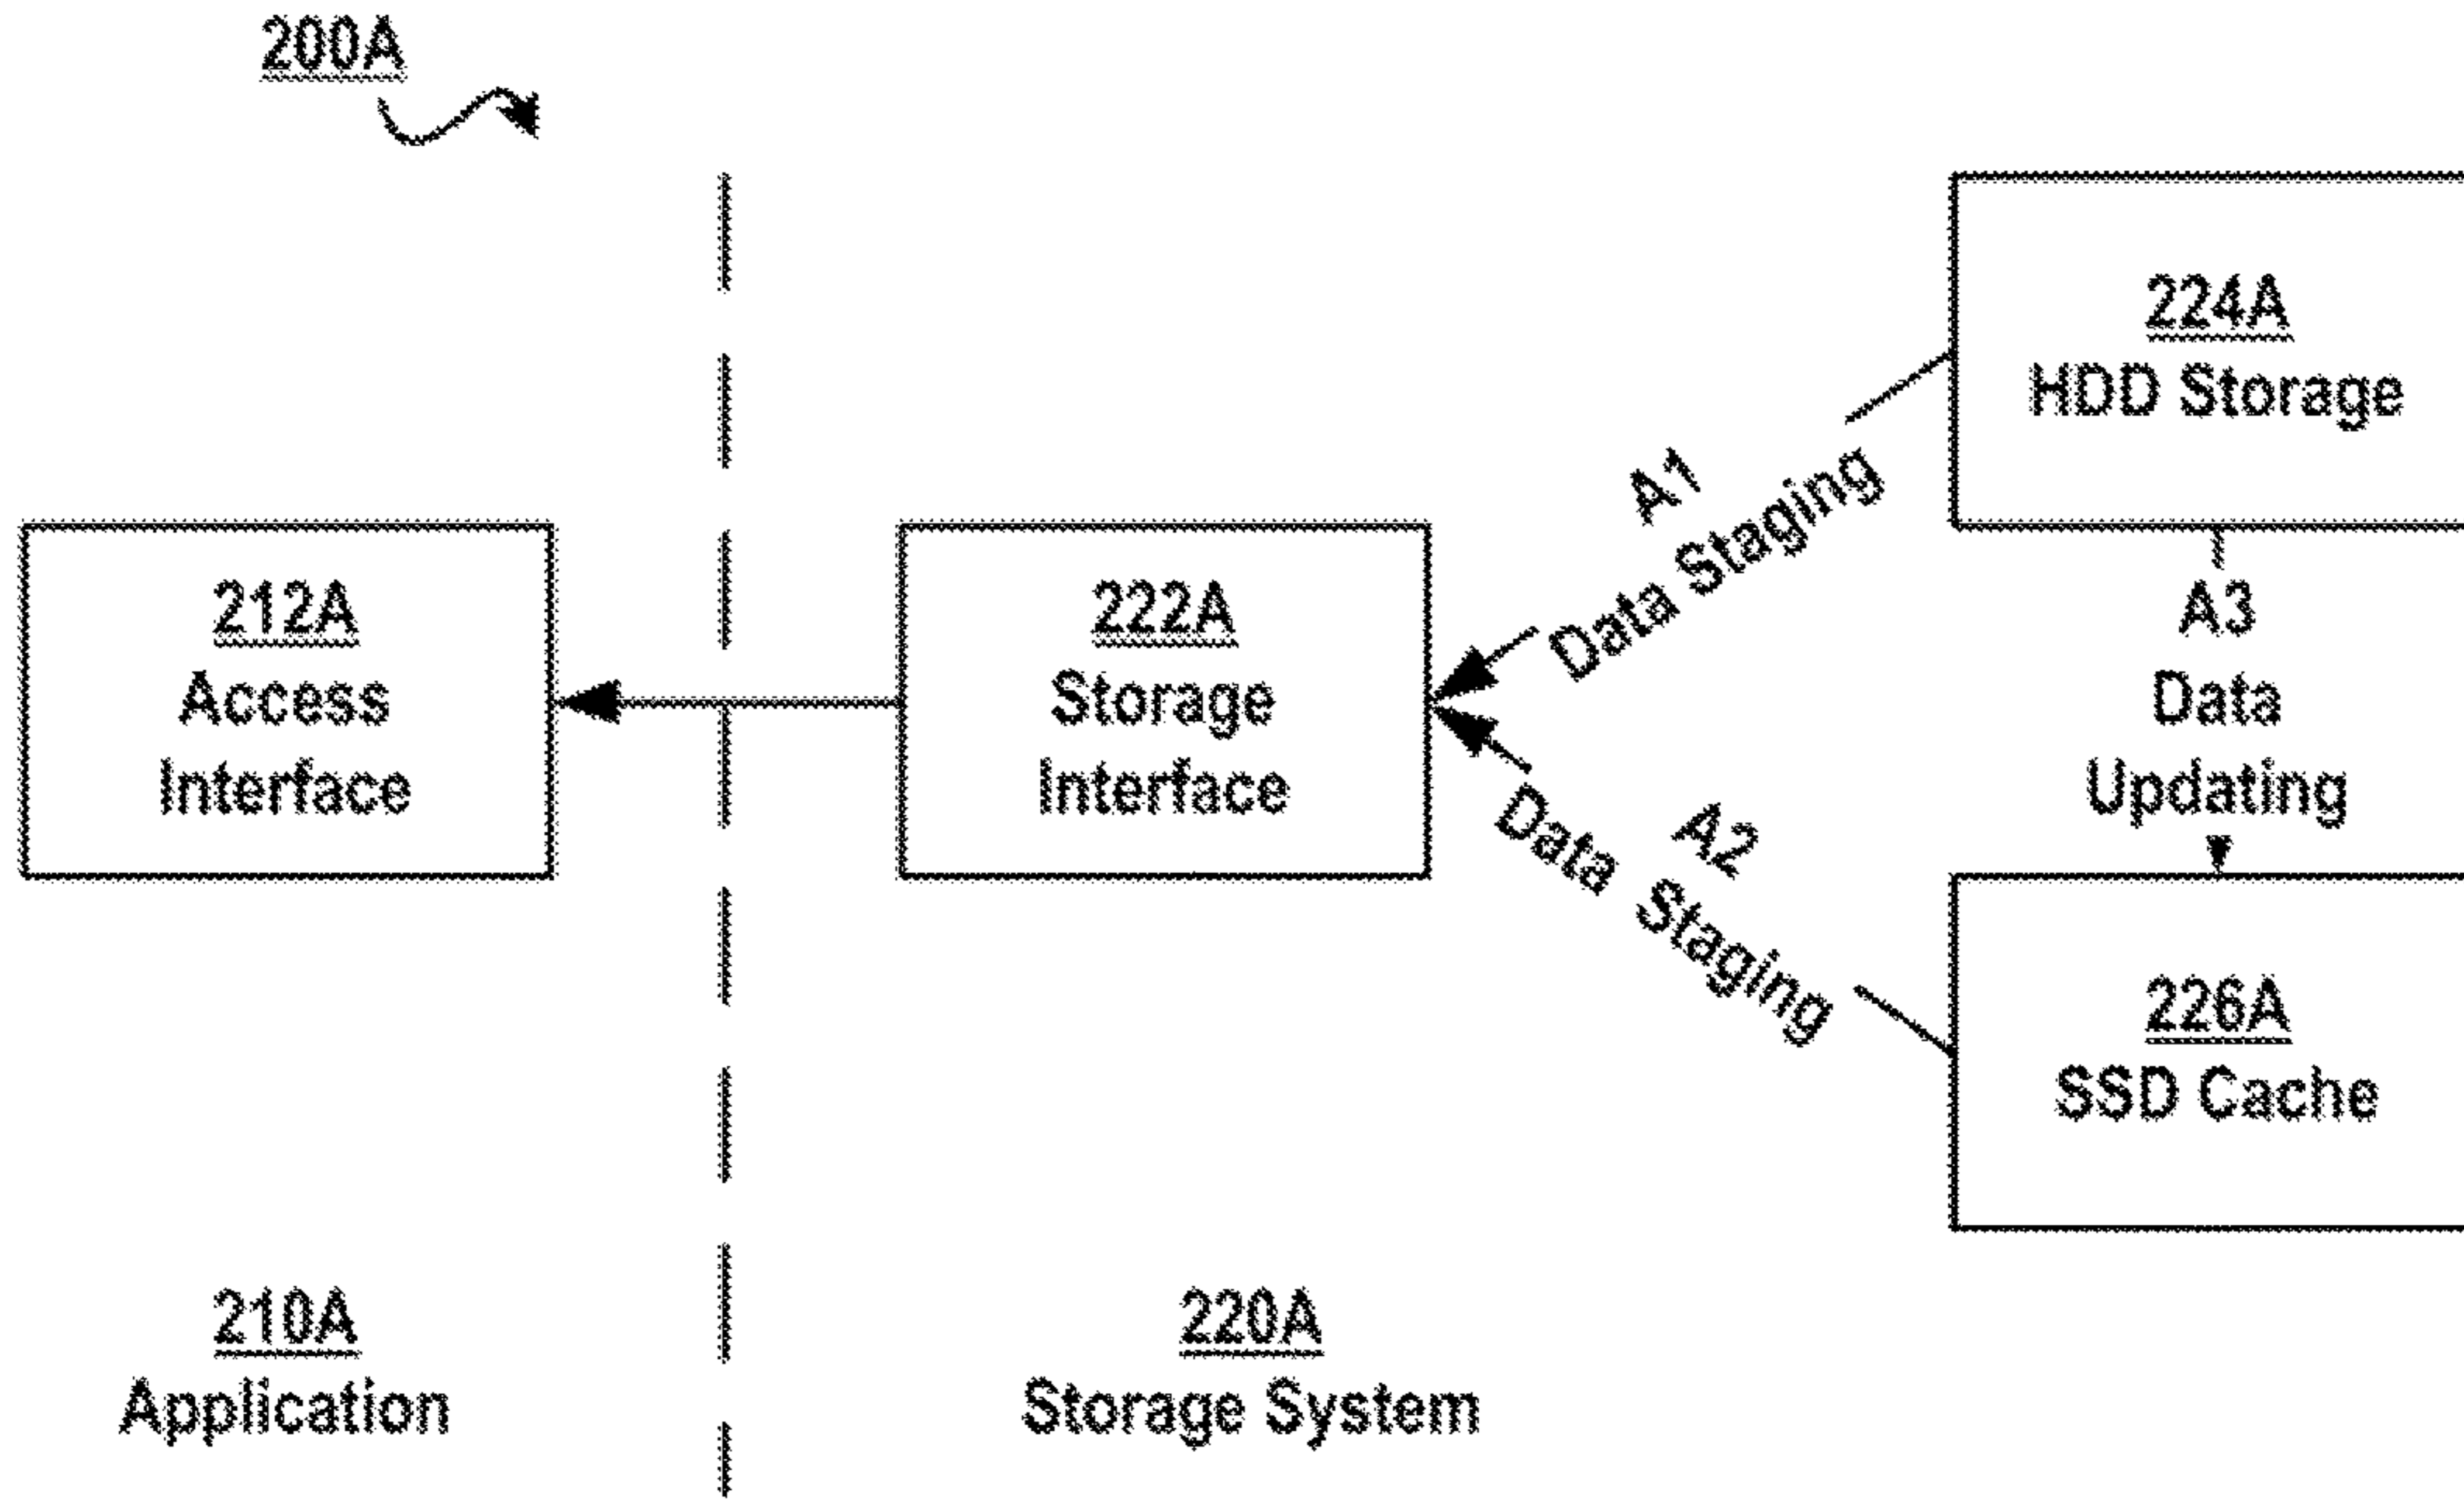 200A
224A
HDD Storage
A1
Data Staging
212A
Access
Interface
222A
Storage
Interface
A3
Data
Updating
A2
Data Staging
226A
SSD Cache
210A
Application
220A
Storage System